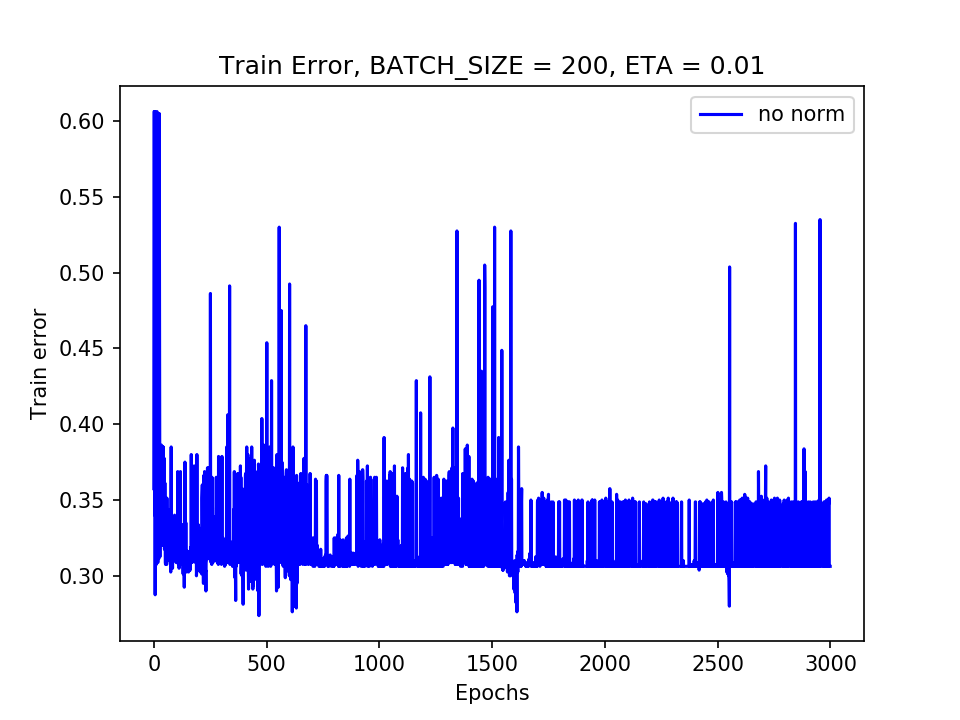 Train Error, BATCH_SIZE = 200, ETA = 0.01
no norm
Train error
0.60
0.55
0.50
0.45
0.40
0.35
0.30
0 500 1000 1500 2000 2500 3000
Epochs